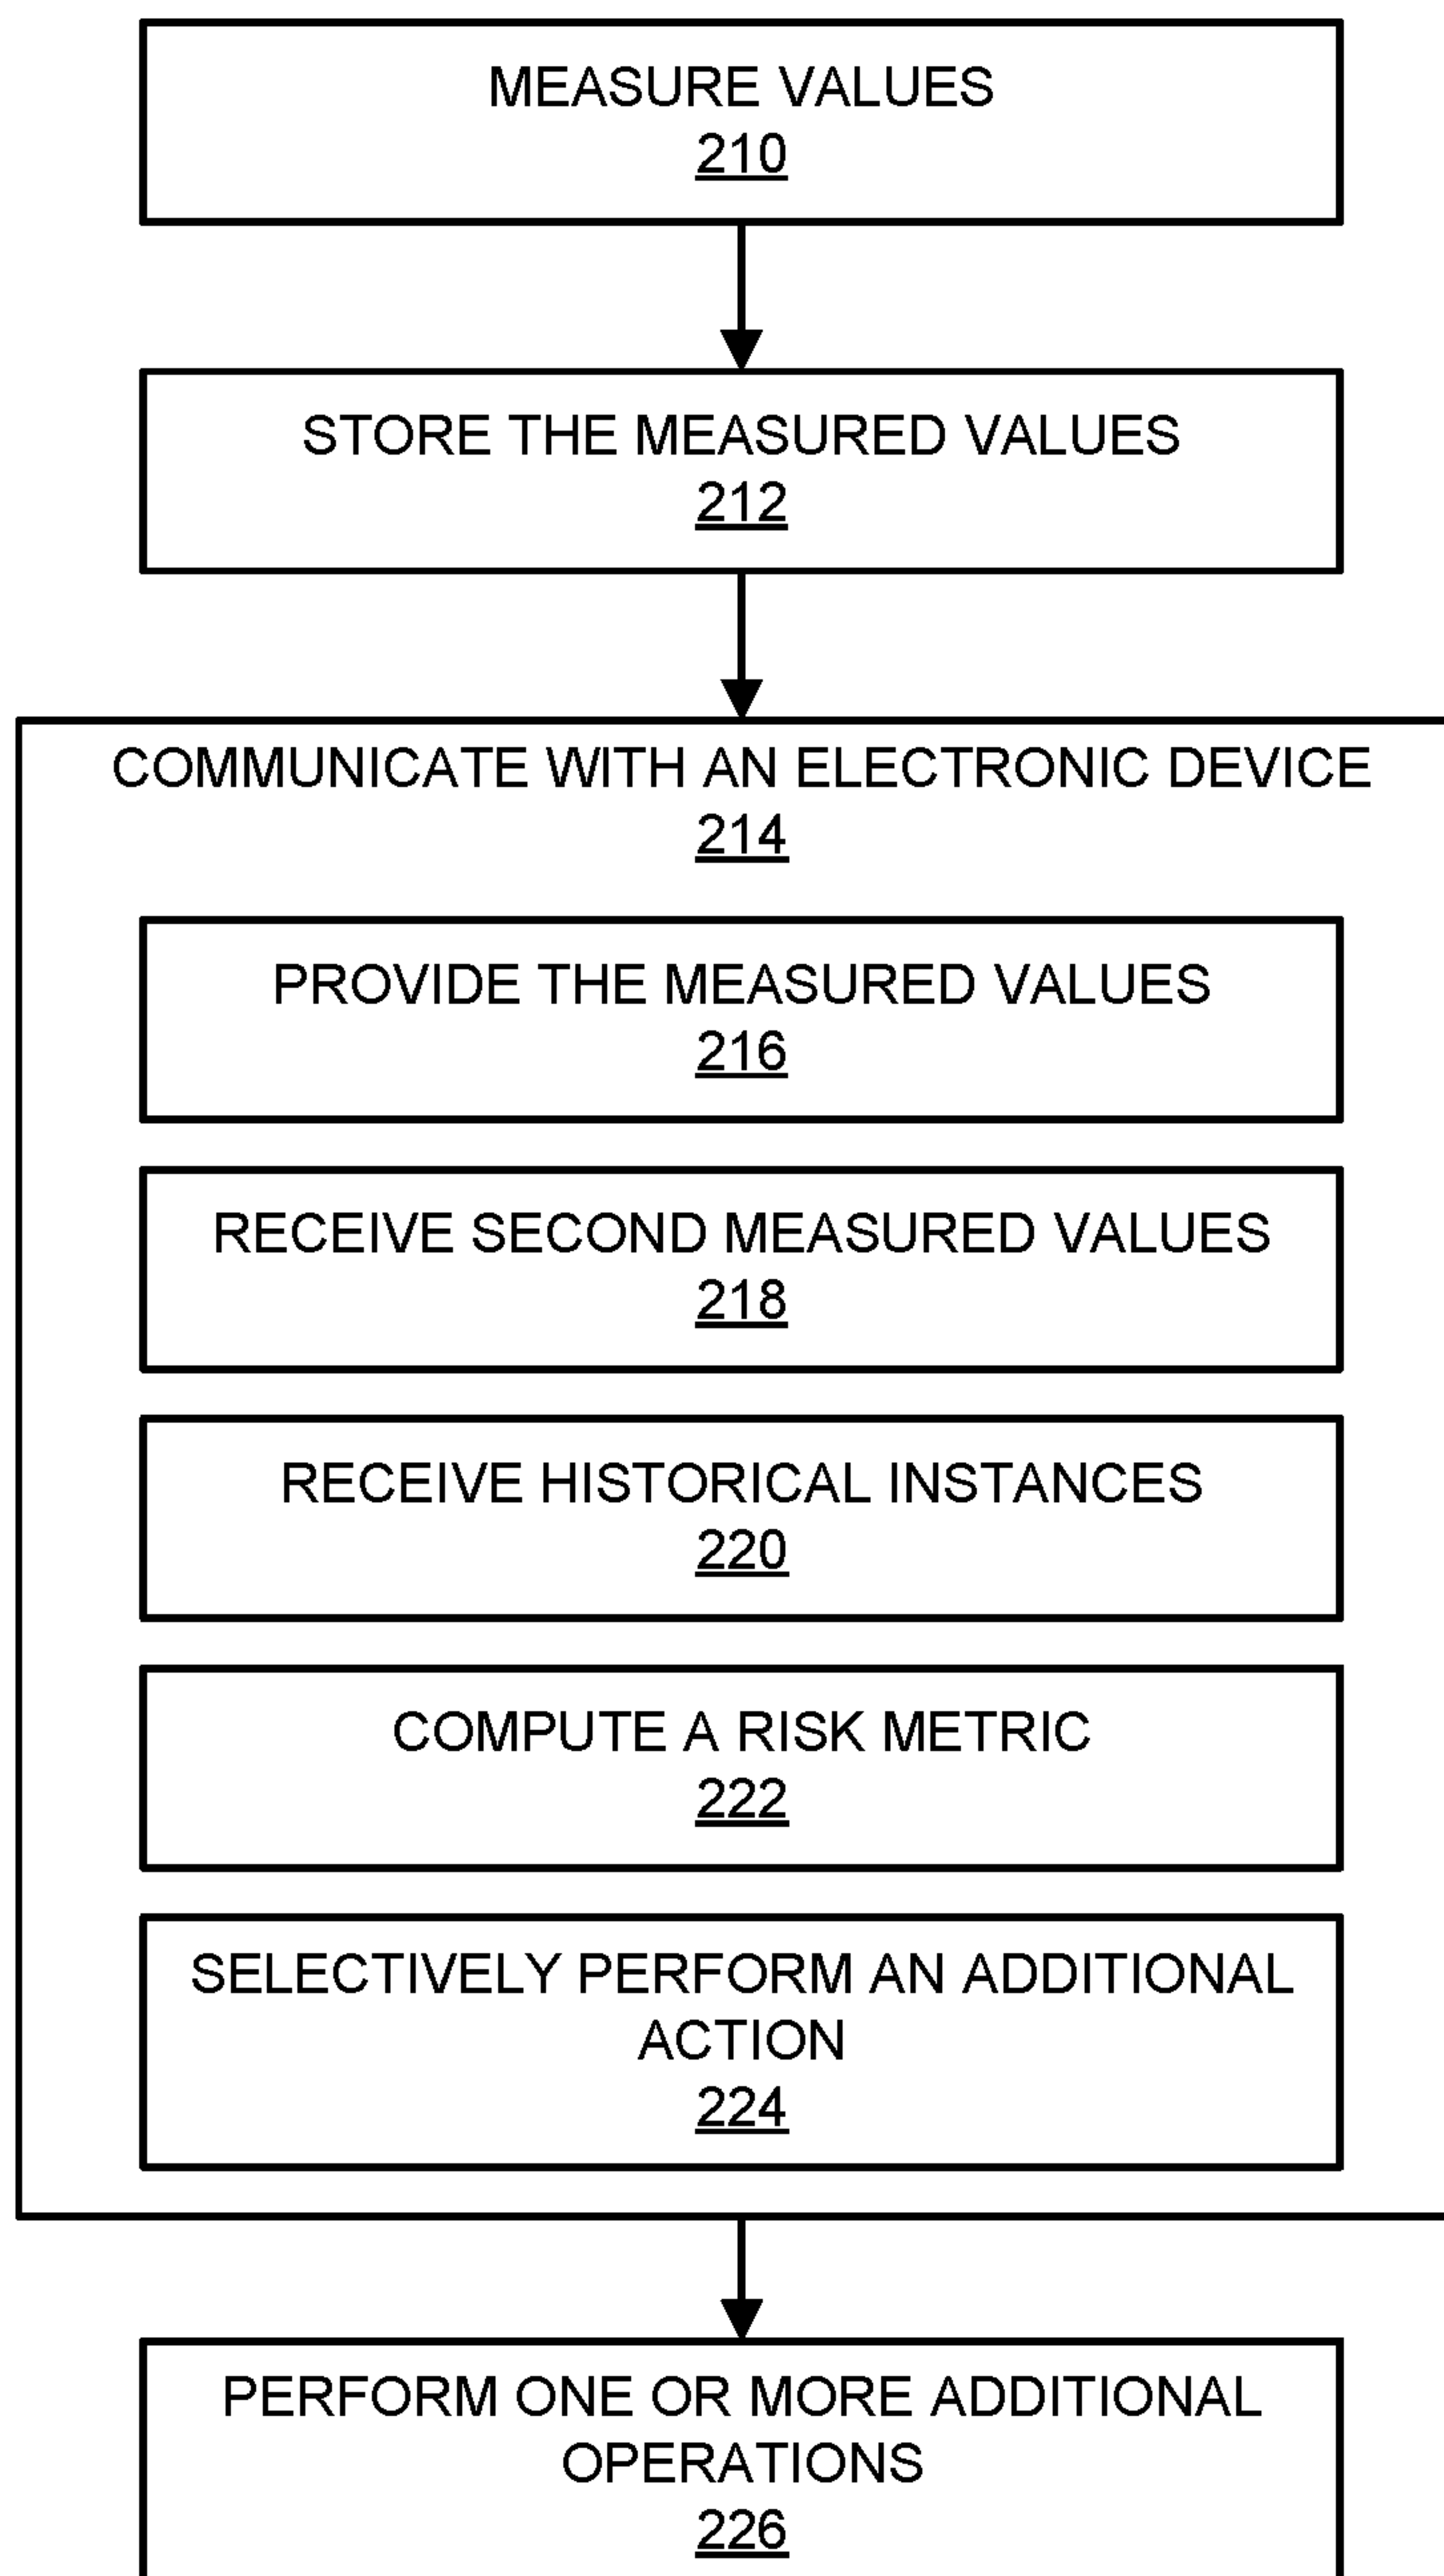 MEASURE VALUES
210
STORE THE MEASURED VALUES
212
COMMUNICATE WITH AN ELECTRONIC DEVICE
214
PROVIDE THE MEASURED VALUES
216
RECEIVE SECOND MEASURED VALUES
218
RECEIVE HISTORICAL INSTANCES
220
COMPUTE A RISK METRIC
222
SELECTIVELY PERFORM AN ADDITIONAL
ACTION
224
PERFORM ONE OR MORE ADDITIONAL
OPERATIONS
226